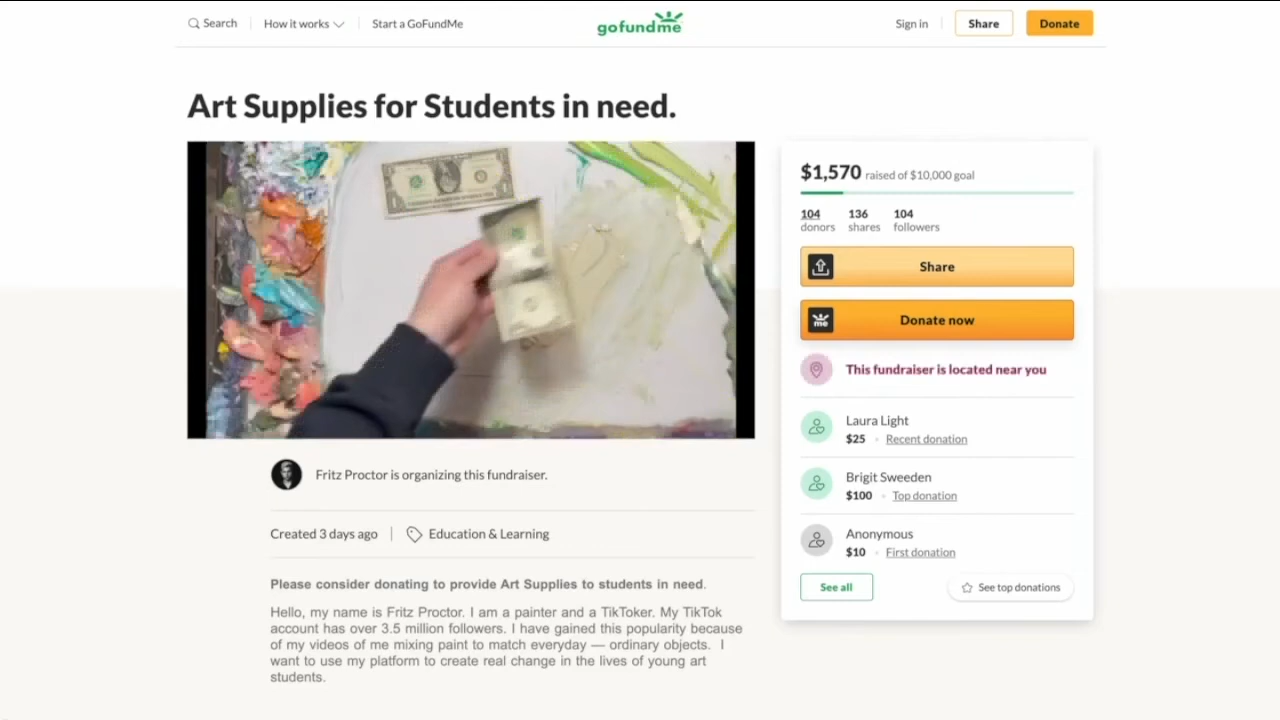 Search
How it works
Start a GoFundMe
gofundme
Sign in
Share
Donate
Art Supplies for Students in need.
$1,570 raised of $10,000 goal
104 136 104
donors shares followers
Share
me
Donate now
This fundraiser is located near you
Laura Light
$25 · Recent donation
Brigit Sweeden
$100 · Top donation
Anonymous
$10 · First donation
See all
See top donations
Fritz Proctor is organizing this fundraiser.
Created 3 days ago | Education & Learning
Please consider donating to provide Art Supplies to students in need.
Hello, my name is Fritz Proctor. I am a painter and a TikToker. My TikTok
account has over 3.5 million followers. I have gained this popularity because
of my videos of me mixing paint to match everyday — ordinary objects. I
want to use my platform to create real change in the lives of young art
students.